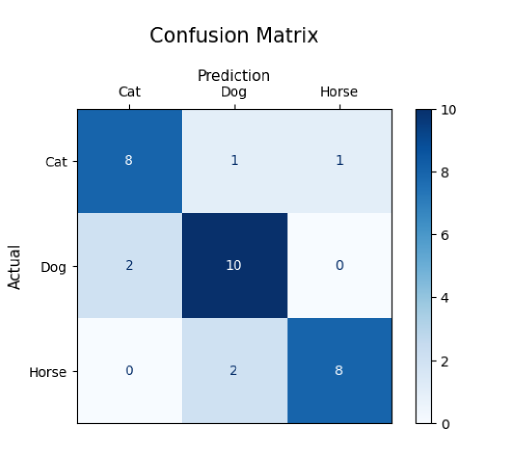 Confusion Matrix
Prediction
Cat Dog Horse
Cat 8 1 1
Dog 2 10 0
Horse 0 2 8
Actual
10
8
6
4
2
0